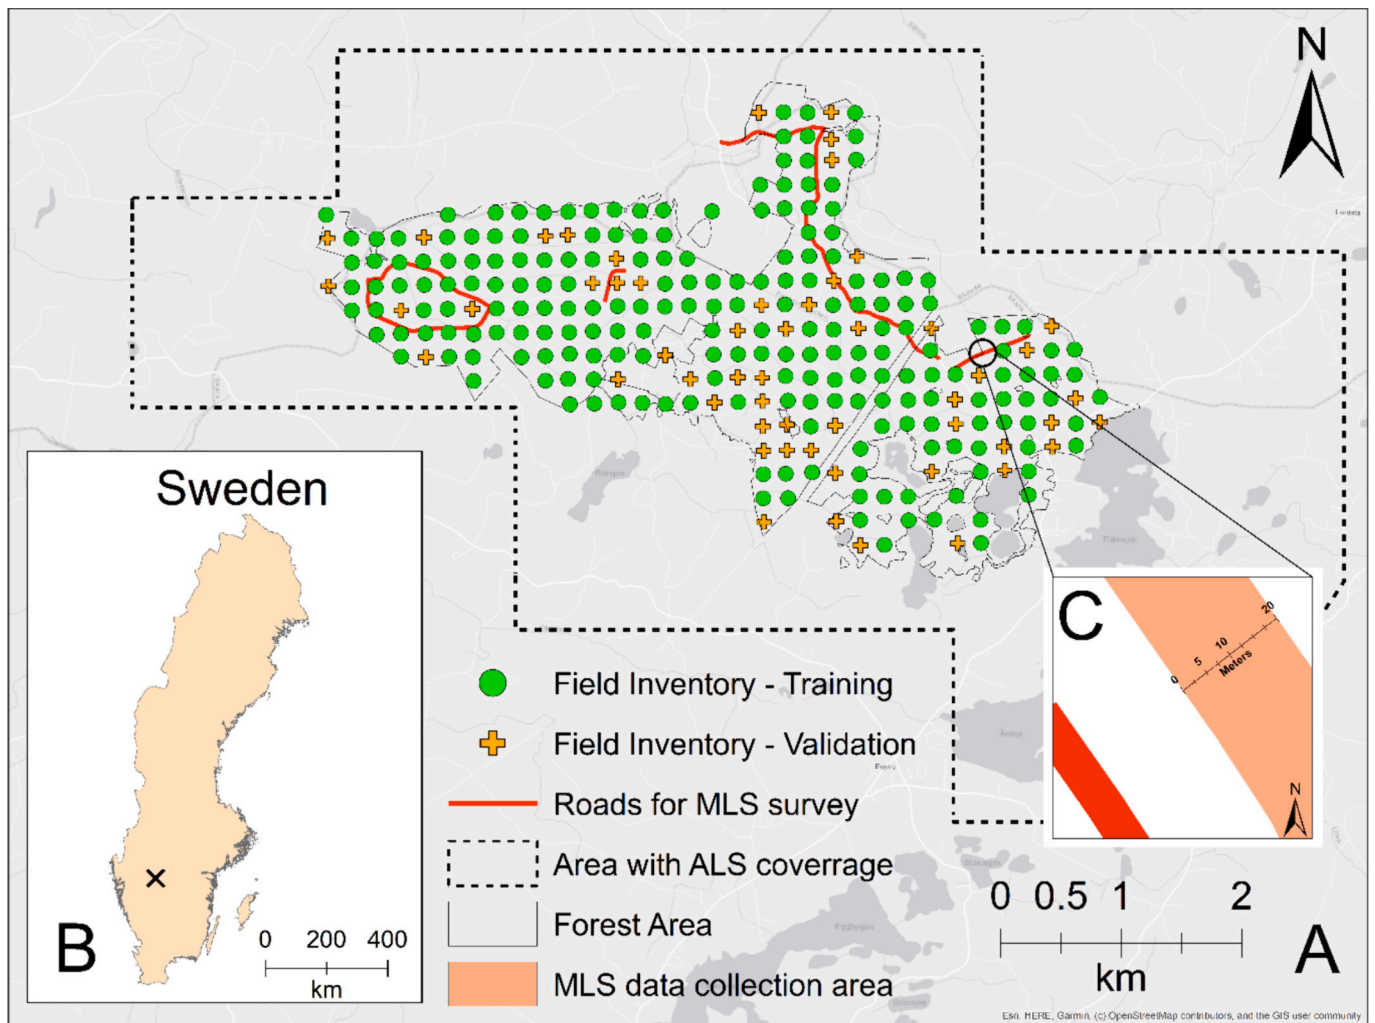 N
Sweden
0 200 400
km
B
Field Inventory - Training
Field Inventory - Validation
Roads for MLS survey
Area with ALS coverrage
Forest Area
MLS data collection area
C
0 5 10 20
Meters
N
0 0.5 1 2
km
A
Esri, HERE, Garmin, (c) OpenStreetMap contributors, and the GIS user community